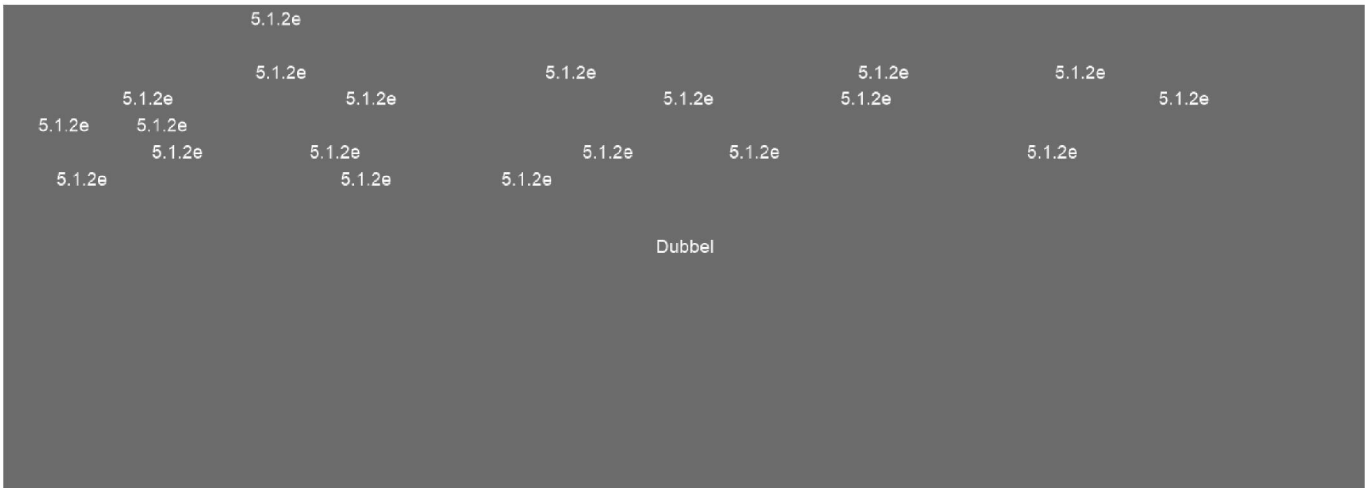 5.1.2e
5.1.2e 5.1.2e 5.1.2e 5.1.2e
5.1.2e 5.1.2e 5.1.2e 5.1.2e 5.1.2e
5.1.2e 5.1.2e
5.1.2e 5.1.2e 5.1.2e 5.1.2e 5.1.2e
5.1.2e 5.1.2e 5.1.2e
Dubbel